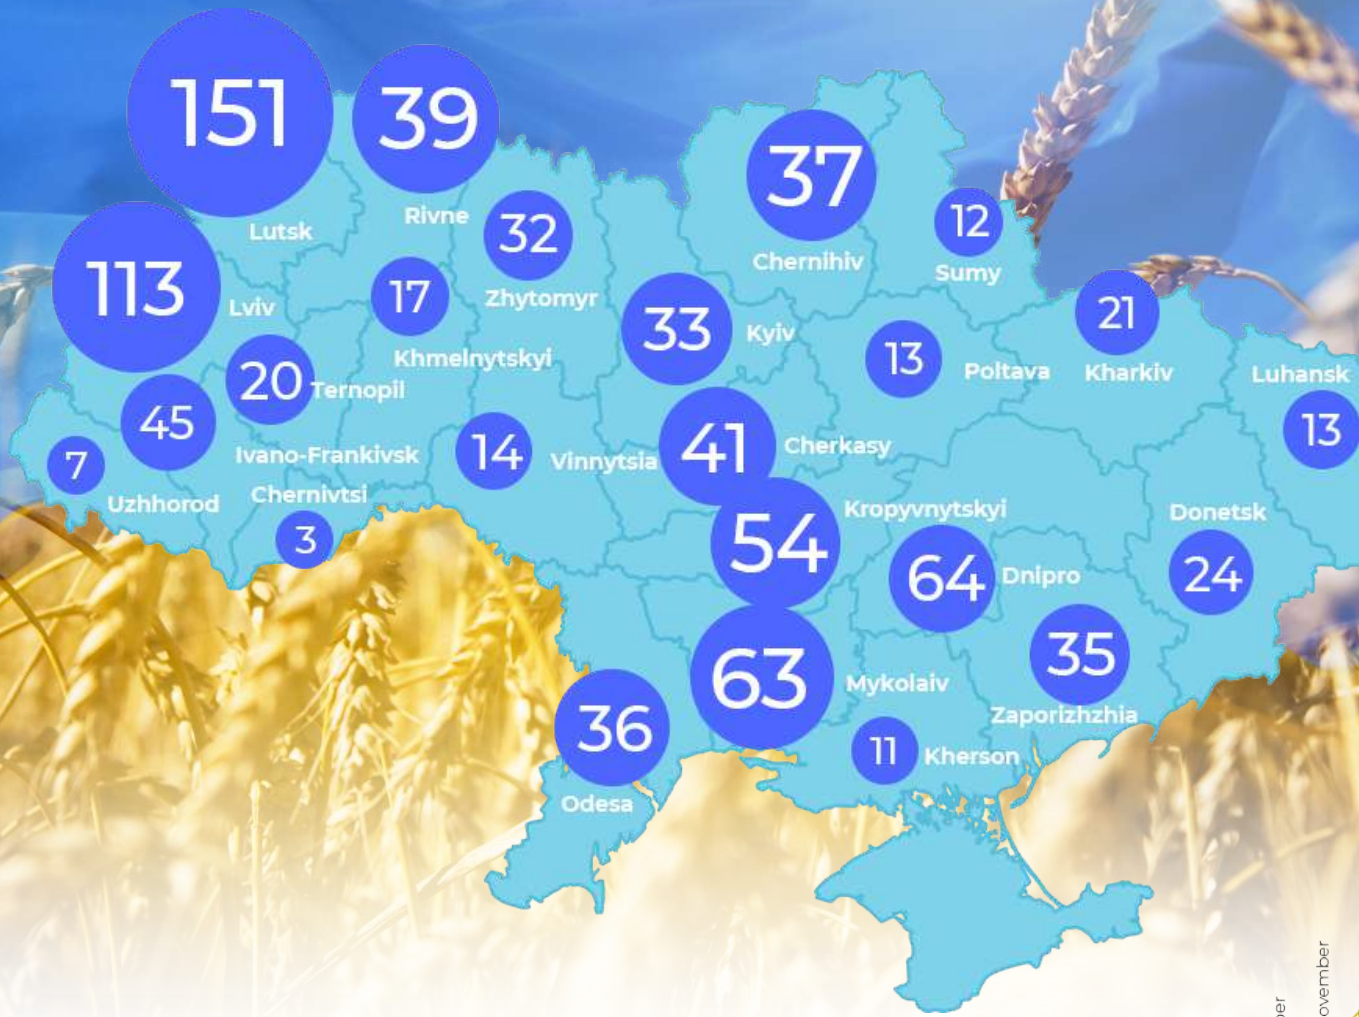 151
39
37
Rivne
12
Lutsk
32
Chernihiv
Sumy
113
17
Zhytomyr
Lviv
33
Kyiv
21
Khmelnytskyi
13
Poltava
Kharkiv
Luhansk
20
Ternopil
45
13
7
Ivano-Frankivsk
14
Vinnytsia
41
Cherkasy
Uzhhorod
Chernivtsi
3
54
Kropyvnytskyi
Donetsk
64
Dnipro
24
63
Mykolaiv
35
36
Zaporizhzhia
11
Kherson
Odesa